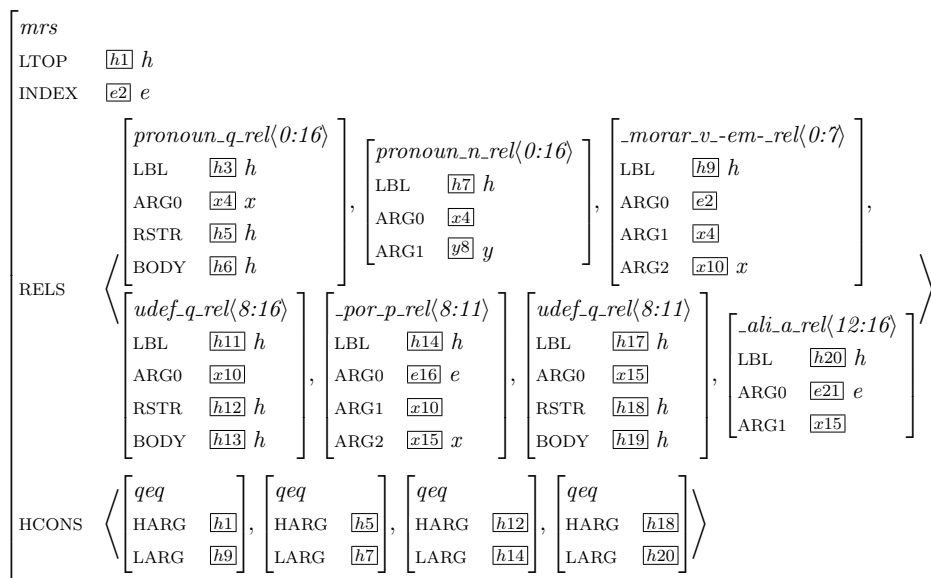 mrs
LTOP h1 h
INDEX e2 e
RELS
pronoun_q_rel⟨0:16⟩
LBL h3 h
ARG0 x4 x
RSTR h5 h
BODY h6 h
pronoun_n_rel⟨0:16⟩
LBL h7 h
ARG0 x4
ARG1 y8 y
_morar_v_-em-_rel⟨0:7⟩
LBL h9 h
ARG0 e2
ARG1 x4
ARG2 x10 x
udef_q_rel⟨8:16⟩
LBL h11 h
ARG0 x10
RSTR h12 h
BODY h13 h
_por_p_rel⟨8:11⟩
LBL h14 h
ARG0 e16 e
ARG1 x10
ARG2 x15 x
udef_q_rel⟨8:11⟩
LBL h17 h
ARG0 x15
RSTR h18 h
BODY h19 h
_ali_a_rel⟨12:16⟩
LBL h20 h
ARG0 e21 e
ARG1 x15
HCONS
qeq
HARG h1
LARG h9
qeq
HARG h5
LARG h7
qeq
HARG h12
LARG h14
qeq
HARG h18
LARG h20